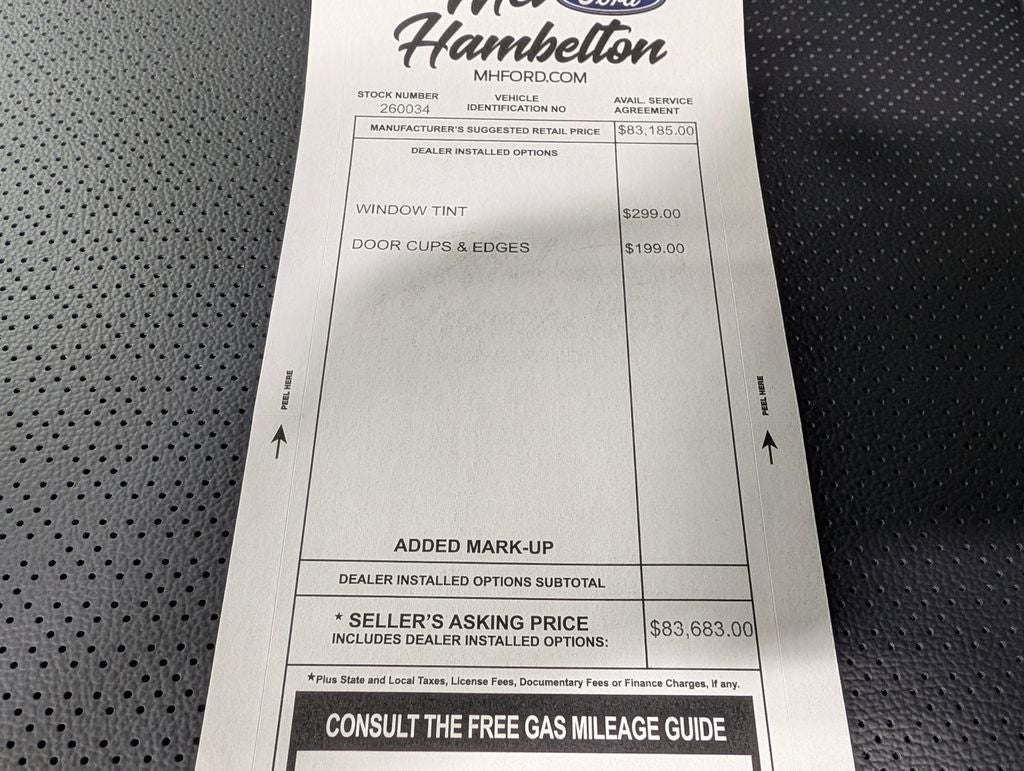 Mel Ford
Hambelton
MHFORD.COM
STOCK NUMBER
260034
VEHICLE
IDENTIFICATION NO
AVAIL. SERVICE
AGREEMENT
MANUFACTURER'S SUGGESTED RETAIL PRICE $83,185.00
DEALER INSTALLED OPTIONS
WINDOW TINT $299.00
DOOR CUPS & EDGES $199.00
PEEL HERE
PEEL HERE
ADDED MARK-UP
DEALER INSTALLED OPTIONS SUBTOTAL
* SELLER'S ASKING PRICE
INCLUDES DEALER INSTALLED OPTIONS:
$83,683.00
*Plus State and Local Taxes, License Fees, Documentary Fees or Finance Charges, if any.
CONSULT THE FREE GAS MILEAGE GUIDE